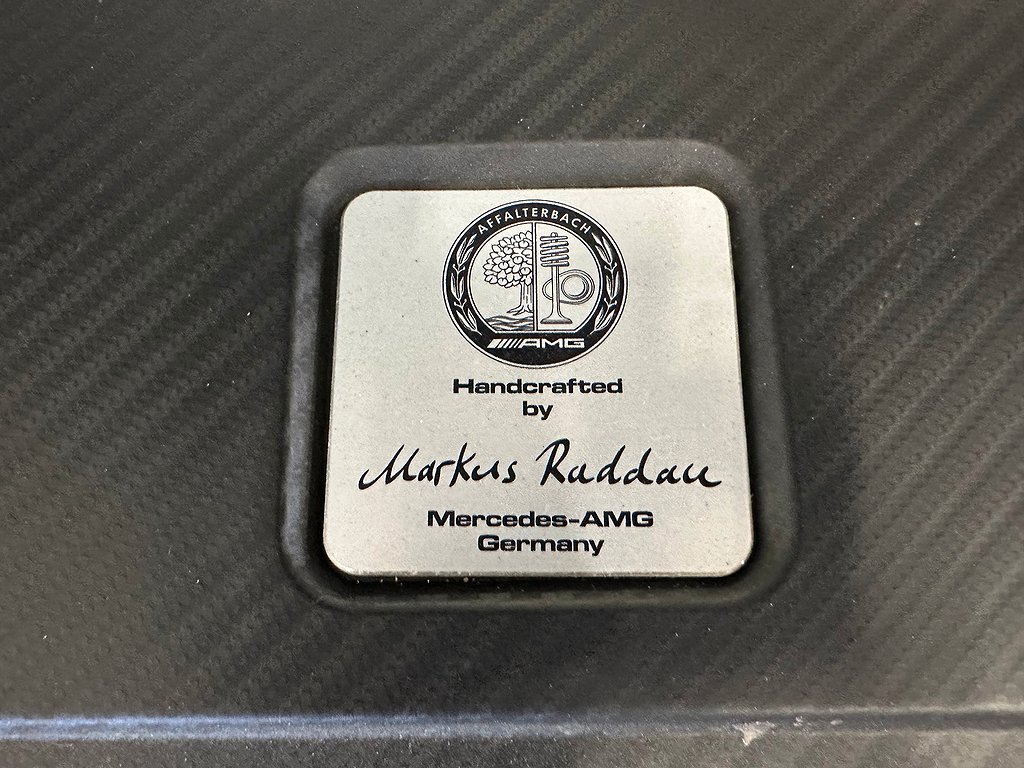 AFFALTERBACH
AMG
Handcrafted
by
Markus Raddau
Mercedes-AMG
Germany